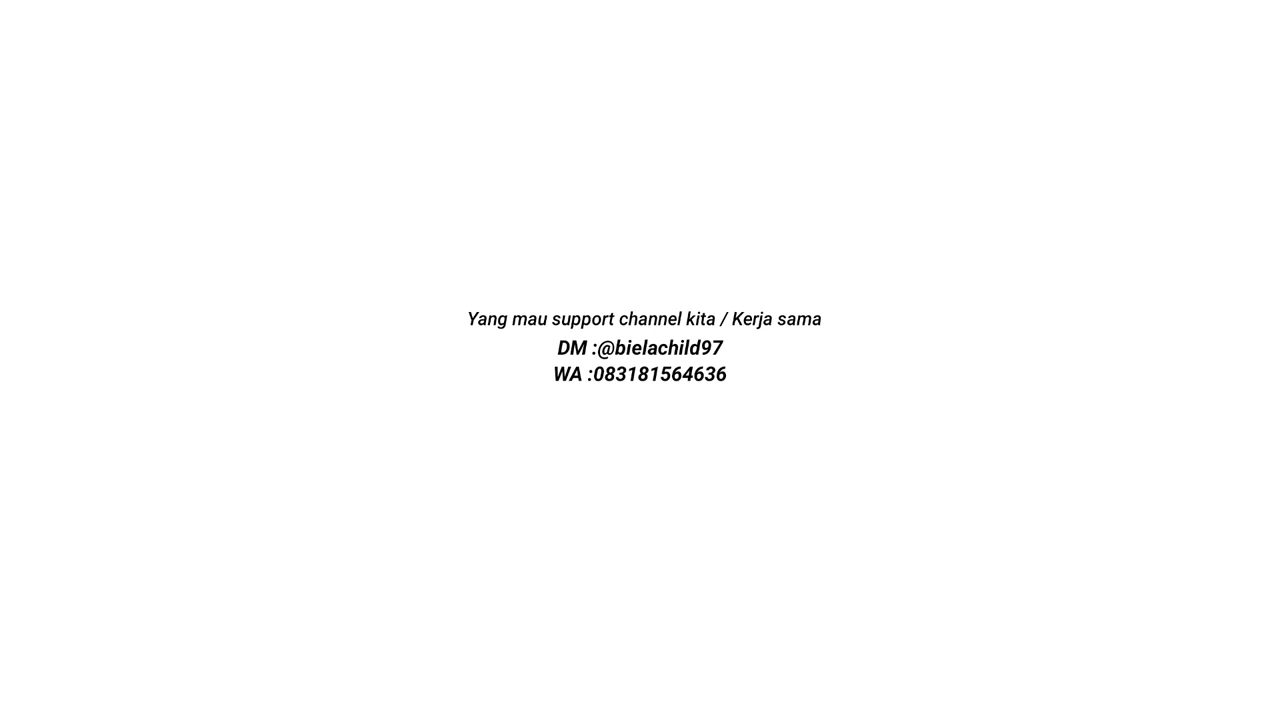 Yang mau support channel kita / Kerja sama
DM :@bielachild97
WA :083181564636